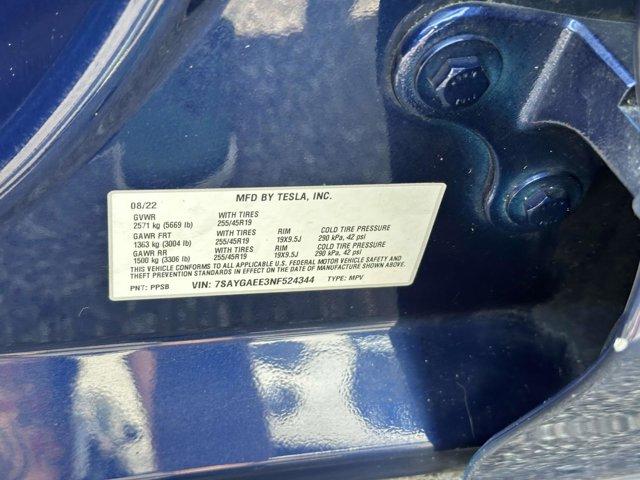 08/22 MFD BY TESLA, INC.
GVWR WITH TIRES
2571 kg (5669 lb) 255/45R19
GAWR FRT WITH TIRES RIM COLD TIRE PRESSURE
1363 kg (3004 lb) 255/45R19 19X9.5J 290 kPa, 42 psi
GAWR RR WITH TIRES RIM COLD TIRE PRESSURE
1500 kg (3306 lb) 255/45R19 19X9.5J 290 kPa, 42 psi
THIS VEHICLE CONFORMS TO ALL APPLICABLE U.S. FEDERAL MOTOR VEHICLE SAFETY AND
THEFT PREVENTION STANDARDS IN EFFECT ON THE DATE OF MANUFACTURE SHOWN ABOVE.
PNT: PPSB VIN: 7SAYGAEE3NF524344 TYPE: MPV